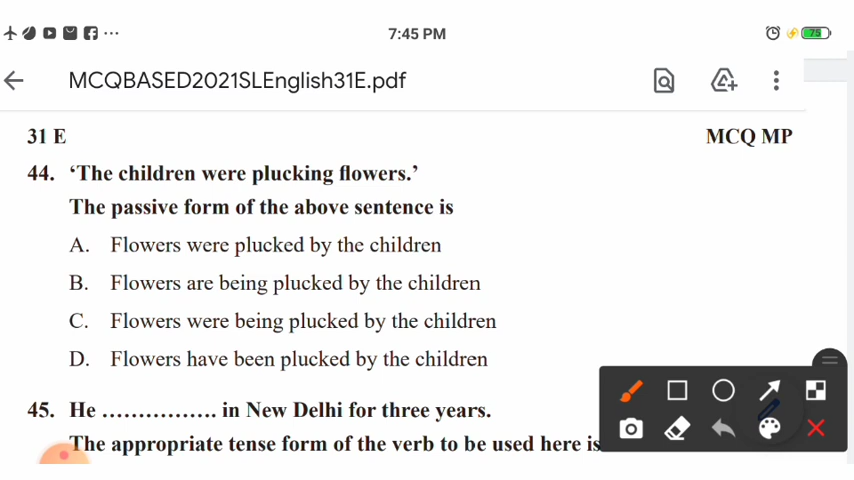 7:45 PM
75
MCQBASED2021SLEnglish31E.pdf
31 E
MCQ MP
44. ‘The children were plucking flowers.’
The passive form of the above sentence is
A. Flowers were plucked by the children
B. Flowers are being plucked by the children
C. Flowers were being plucked by the children
D. Flowers have been plucked by the children
45. He ................ in New Delhi for three years.
The appropriate tense form of the verb to be used here is